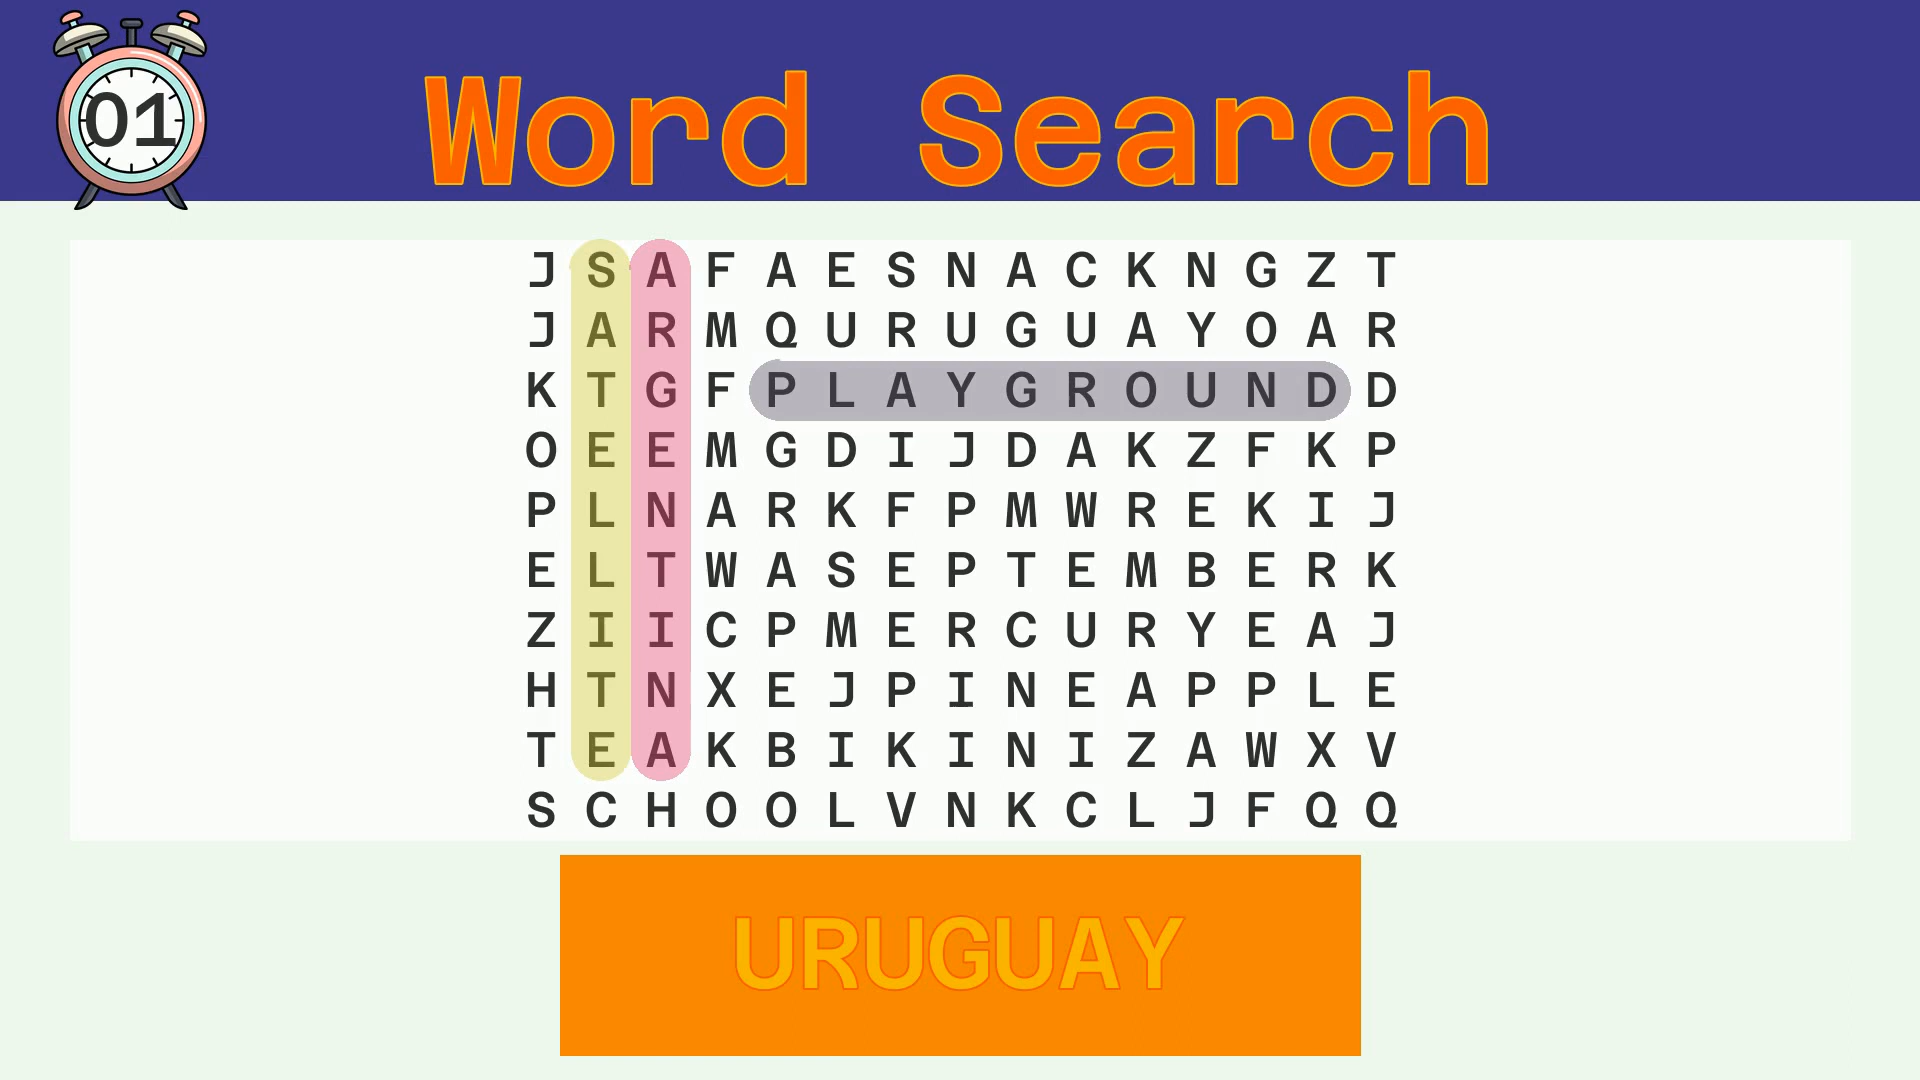 01
Word Search
J S A F A E S N A C K N G Z T
J A R M Q U R U G U A Y O A R
K T G F P L A Y G R O U N D D
O E E M G D I J D A K Z F K P
P L N A R K F P M W R E K I J
E L T W A S E P T E M B E R K
Z I I C P M E R C U R Y E A J
H T N X E J P I N E A P P L E
T E A K B I K I N I Z A W X V
S C H O O L V N K C L J F Q Q
URUGUAY